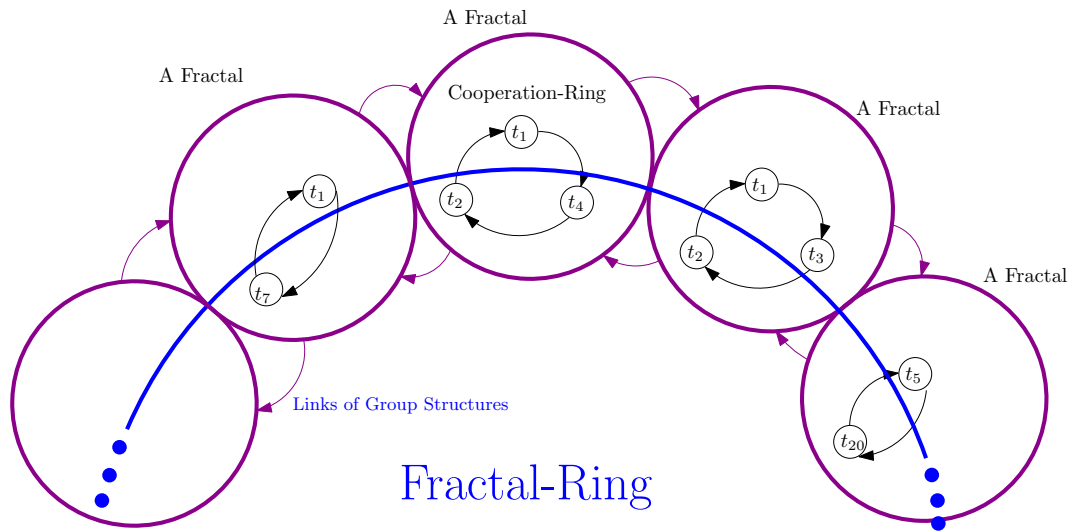 A Fractal
A Fractal
Cooperation-Ring
A Fractal
A Fractal
t1
t2
t4
t1
t7
t1
t2
t3
t5
t20
Links of Group Structures
Fractal-Ring